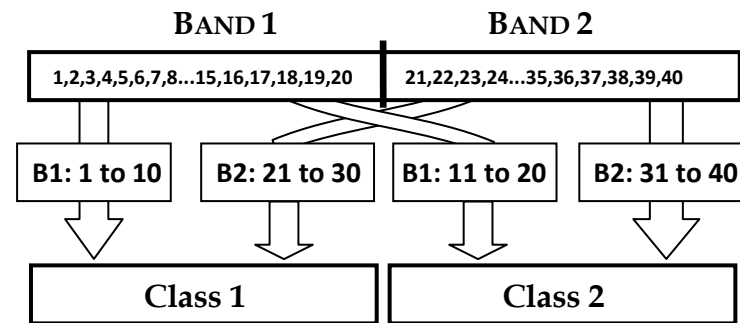 BAND 1 BAND 2
1,2,3,4,5,6,7,8...15,16,17,18,19,20 21,22,23,24...35,36,37,38,39,40
B1: 1 to 10 B2: 21 to 30 B1: 11 to 20 B2: 31 to 40
Class 1 Class 2